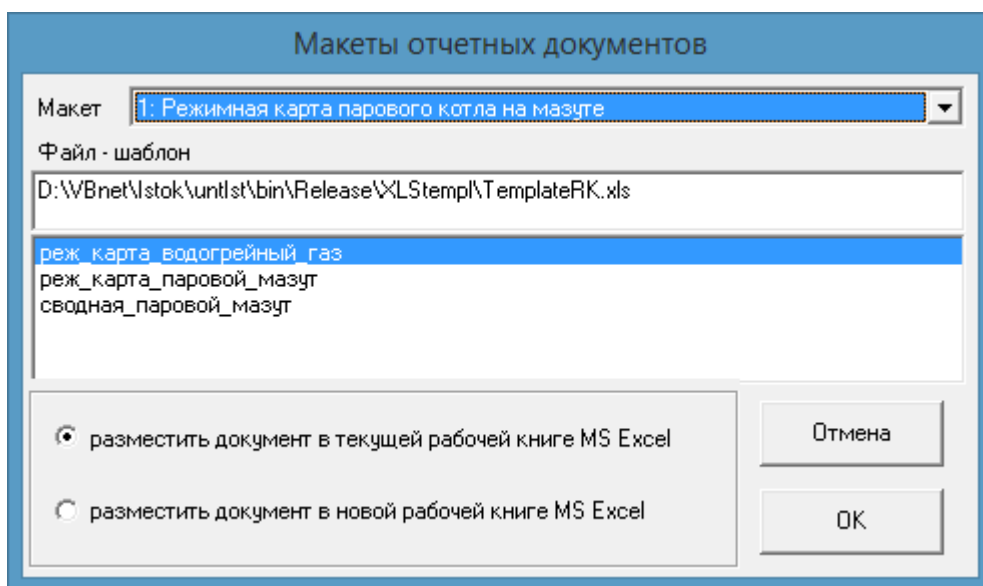 Макеты отчетных документов
Макет 1: Режимная карта парового котла на мазуте
Файл - шаблон
D:\VBnet\Istok\untIst\bin\Release\XLStempl\TemplateRK.xls
реж_карта_водогрейный_газ
реж_карта_паровой_мазут
сводная_паровой_мазут
разместить документ в текущей рабочей книге MS Excel
Отмена
разместить документ в новой рабочей книге MS Excel
OK